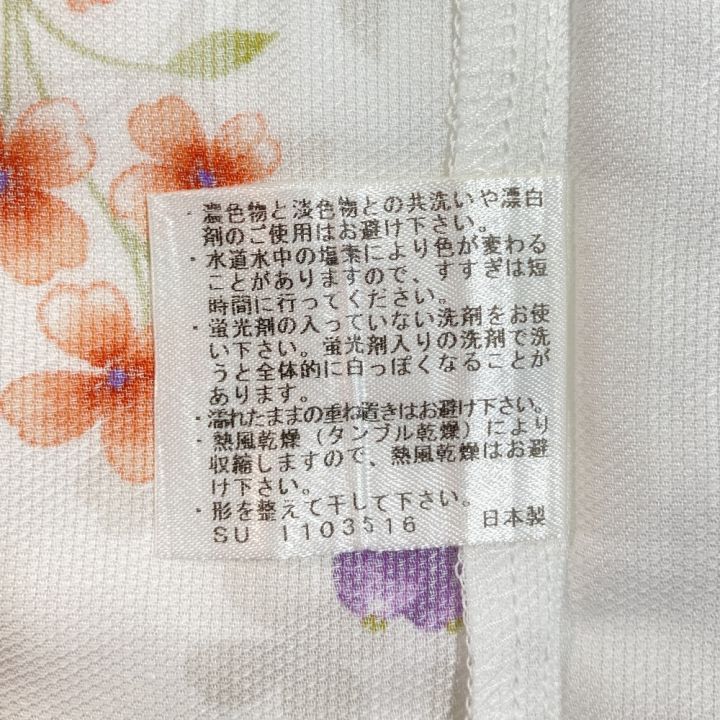 ・濃色物と淡色物との共洗いや漂白
剤のご使用はお避け下さい。
・水道水中の塩素により色が変わる
ことがありますので、すすぎは短
時間に行ってください。
・蛍光剤の入っていない洗剤をお使
い下さい。蛍光剤入りの洗剤で洗
うと全体的に白っぽくなることが
あります。
・濡れたままの重ね置きはお避け下さい。
・熱風乾燥（タンブル乾燥）により
収縮しますので、熱風乾燥はお避
け下さい。
・形を整えて干して下さい。
SU 1103516 日本製